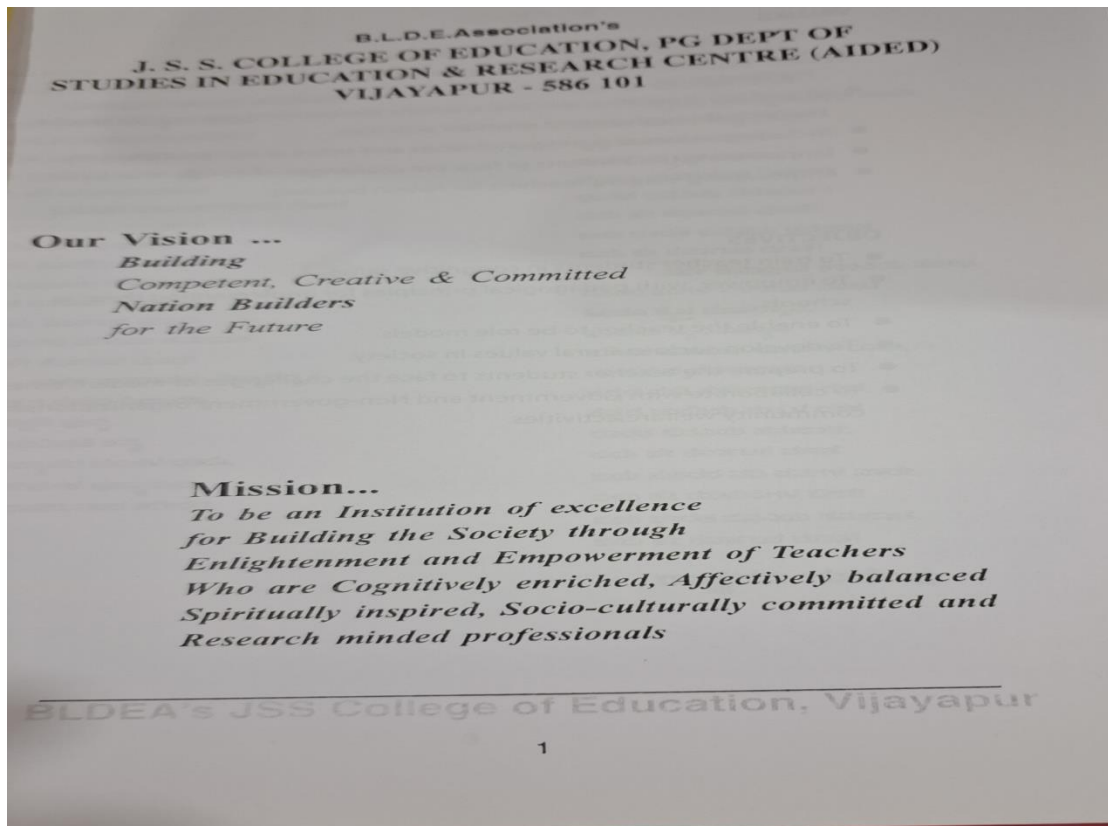 B.L.D.E.Association's
J. S. S. COLLEGE OF EDUCATION, PG DEPT OF
STUDIES IN EDUCATION & RESEARCH CENTRE (AIDED)
VIJAYAPUR - 586 101
Our Vision ...
Building
Competent, Creative & Committed
Nation Builders
for the Future
Mission...
To be an Institution of excellence
for Building the Society through
Enlightenment and Empowerment of Teachers
Who are Cognitively enriched, Affectively balanced
Spiritually inspired, Socio-culturally committed and
Research minded professionals
BLDEA's JSS College of Education, Vijayapur
1